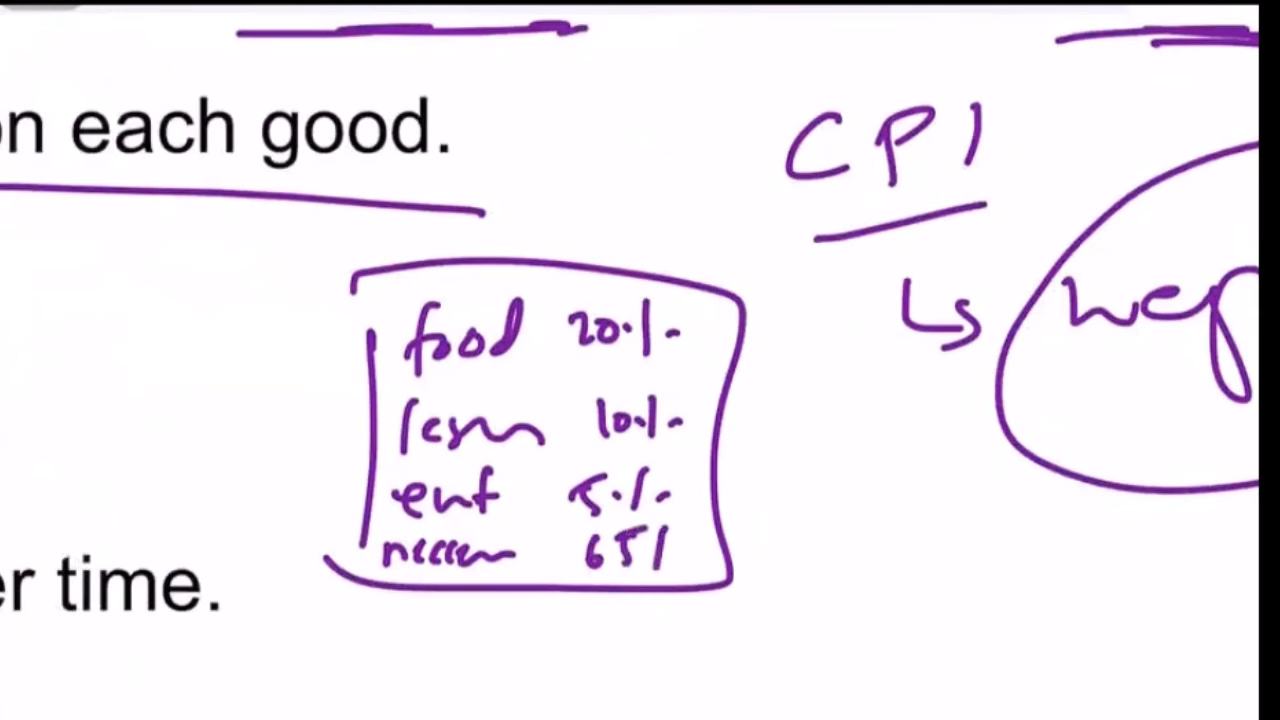 on each good.
CPI
food 20%
10%
ent 5%
65%
er time.